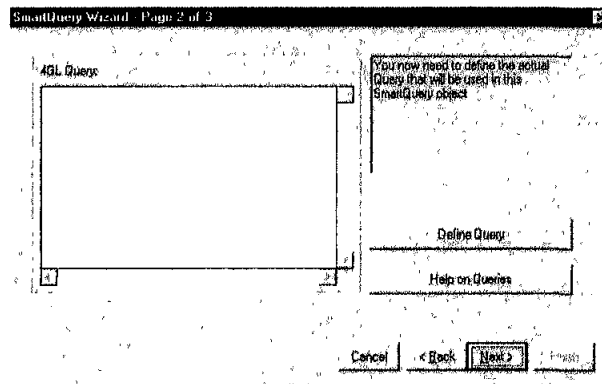 SmartQuery Wizard - Page 2 of 3
4GL Query:
You now need to define the actual
Query that will be used in this
SmartQuery object
Define Query
Help on Queries
Cancel
< Back
Next >
Finish